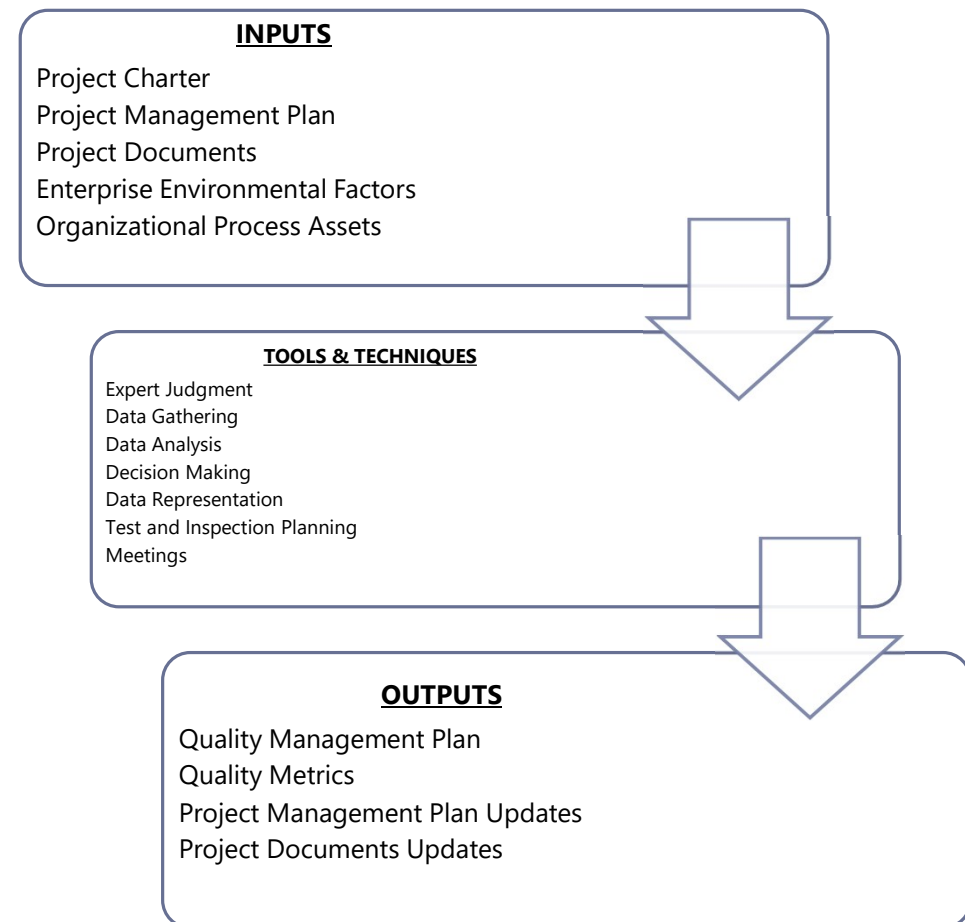 INPUTS
Project Charter
Project Management Plan
Project Documents
Enterprise Environmental Factors
Organizational Process Assets
TOOLS & TECHNIQUES
Expert Judgment
Data Gathering
Data Analysis
Decision Making
Data Representation
Test and Inspection Planning
Meetings
OUTPUTS
Quality Management Plan
Quality Metrics
Project Management Plan Updates
Project Documents Updates